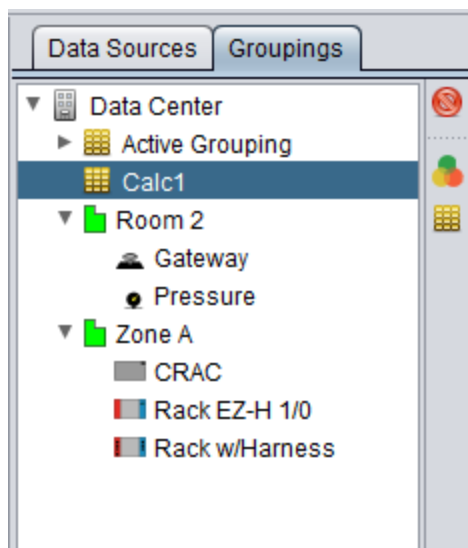 Data Sources Groupings
Data Center
Active Grouping
Calc1
Room 2
Gateway
Pressure
Zone A
CRAC
Rack EZ-H 1/0
Rack w/Harness